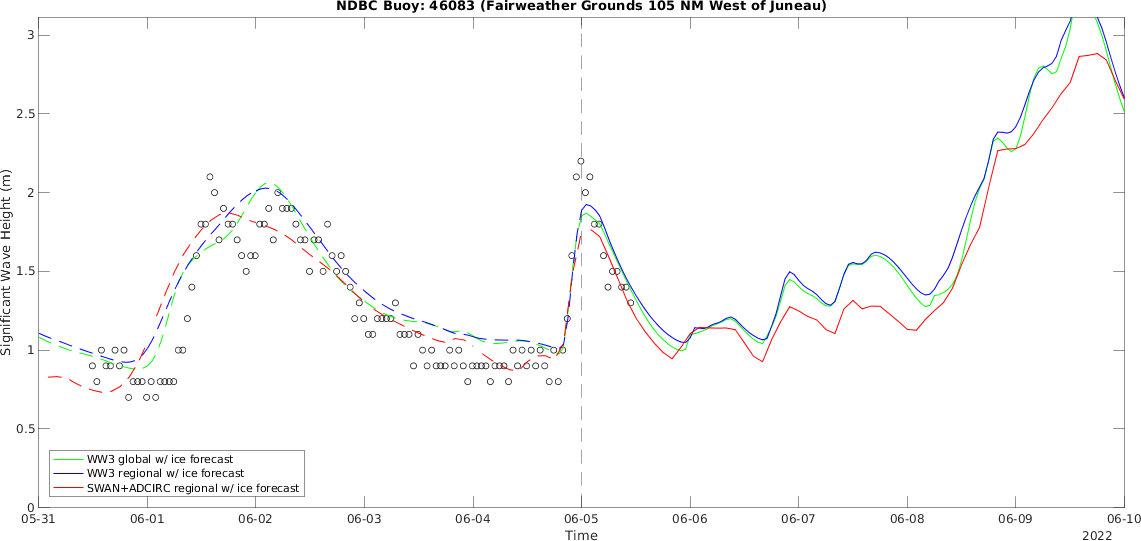 NDBC Buoy: 46083 (Fairweather Grounds 105 NM West of Juneau)
3
2.5
2
1.5
1
0.5
0
Significant Wave Height (m)
WW3 global w/ ice forecast
WW3 regional w/ ice forecast
SWAN+ADCIRC regional w/ ice forecast
05-31 06-01 06-02 06-03 06-04 06-05 06-06 06-07 06-08 06-09 06-10
Time
2022